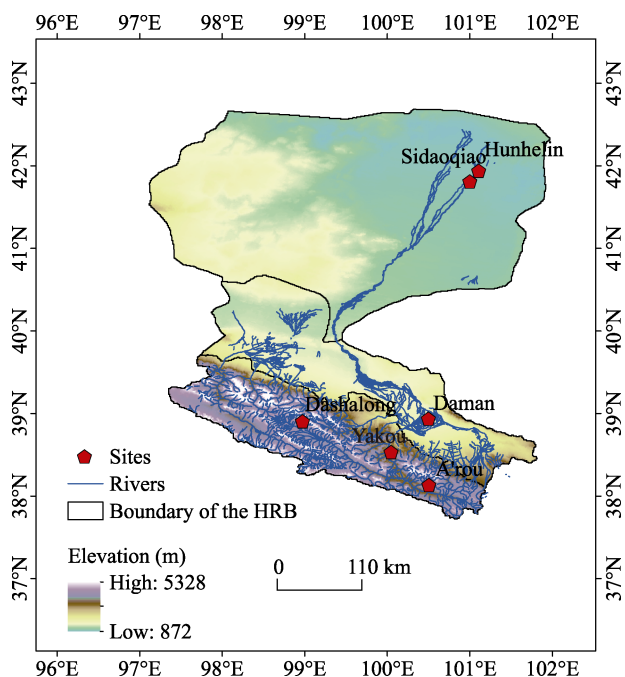 96°E 97°E 98°E 99°E 100°E 101°E 102°E
43°N 43°N
Hunhelin
Sidaoqiao
42°N 42°N
41°N 41°N
40°N 40°N
Dashalong
Daman
39°N 39°N
Yakou
Sites
A'rou
Rivers
38°N 38°N
Boundary of the HRB
Elevation (m)
High: 5328
0 110 km
37°N 37°N
Low: 872
96°E 97°E 98°E 99°E 100°E 101°E 102°E